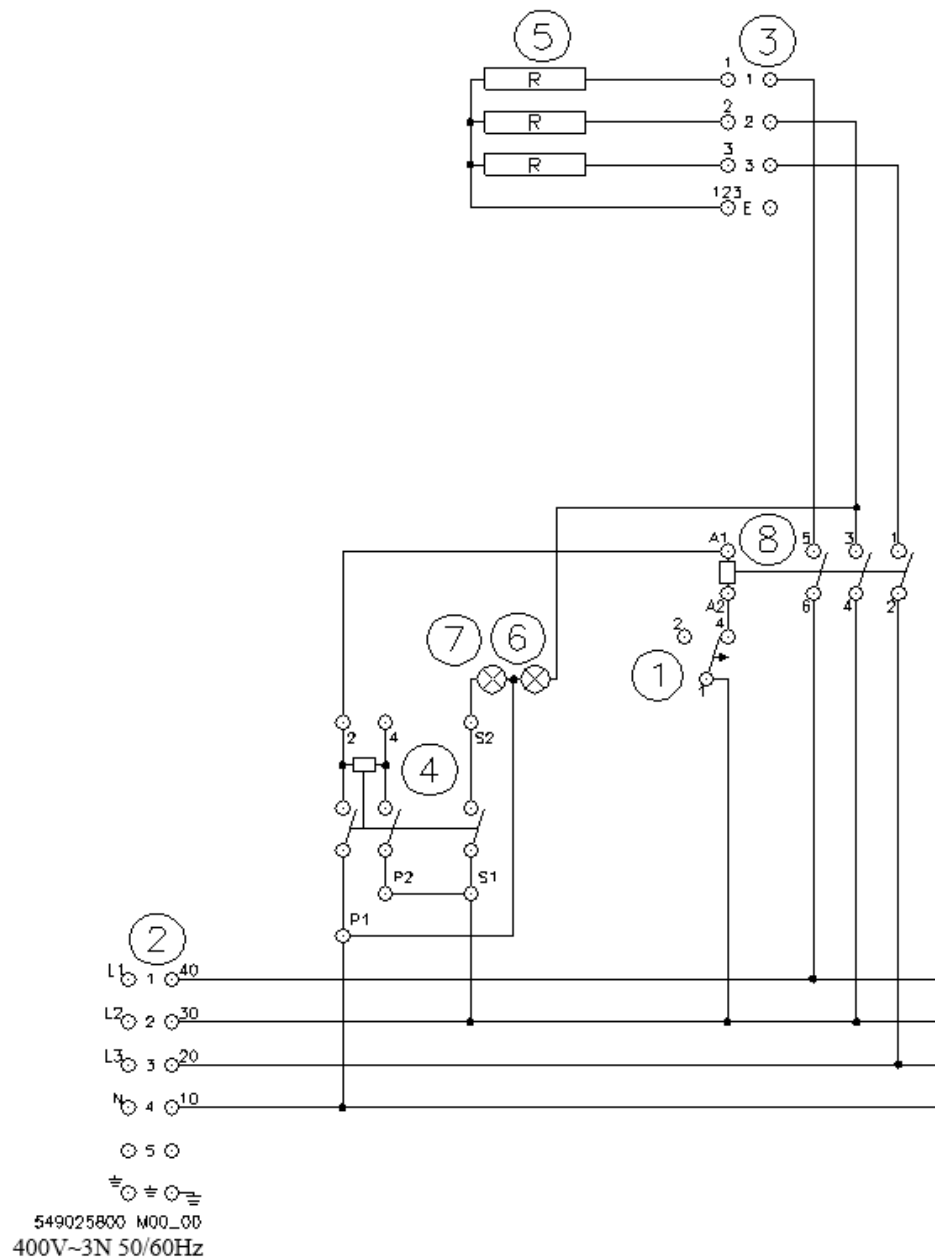 5 3
1 R 1
2 R 2
3 R 3
123 E
A1 8 5 3 1
A2 6 4 2
7 6 2 4
1 1
2 4 S2
4
P2 S1
P1
2
L1 1 40
L2 2 30
L3 3 20
N 4 10
5
549025800 M00_00
400V~3N 50/60Hz